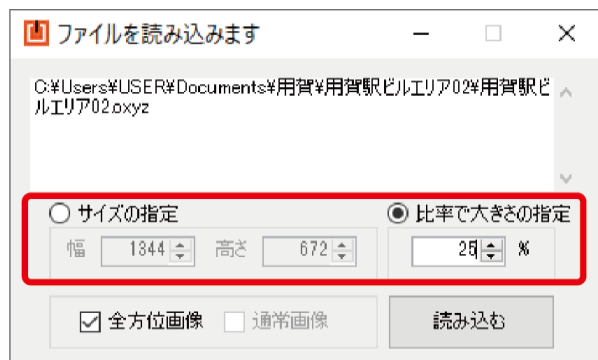 ファイルを読み込みます
C:¥Users¥USER¥Documents¥用賀¥用賀駅ビルエリア02¥用賀駅ビ
ルエリア02.oxyz
サイズの指定 比率で大きさの指定
幅 1344 高さ 672 25 %
全方位画像 通常画像 読み込む